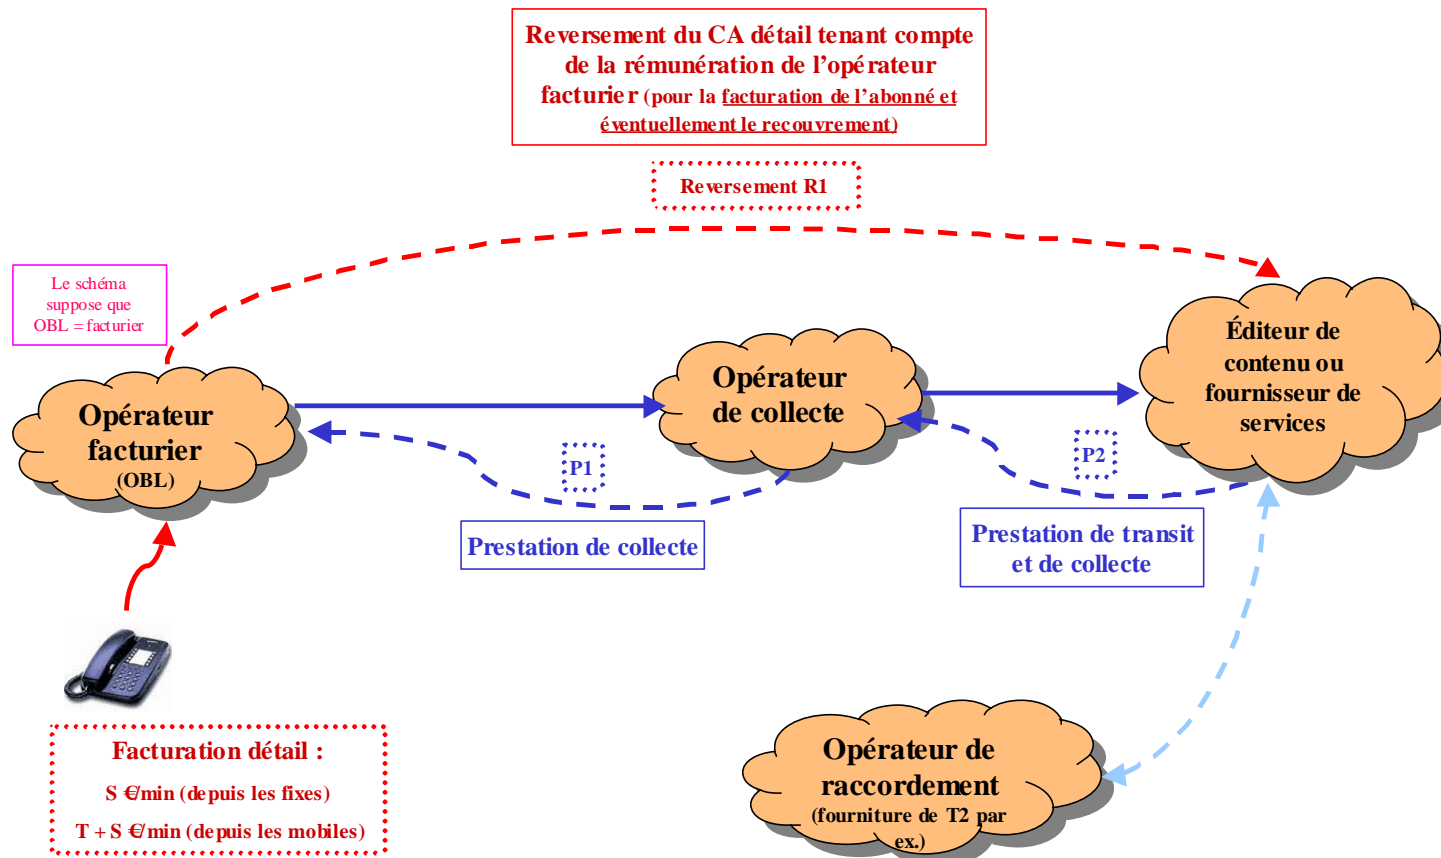 Reversement du CA détail tenant compte
de la rémunération de l’opérateur
facturier (pour la facturation de l’abonné et
éventuellement le recouvrement)
Reversement R1
Le schéma
suppose que
OBL = facturier
Éditeur de
contenu ou
fournisseur de
services
Opérateur
de collecte
Opérateur
facturier
(OBL)
P1
P2
Prestation de collecte
Prestation de transit
et de collecte
Facturation détail :
S €/min (depuis les fixes)
T + S €/min (depuis les mobiles)
Opérateur de
raccordement
(fourniture de T2 par
ex.)